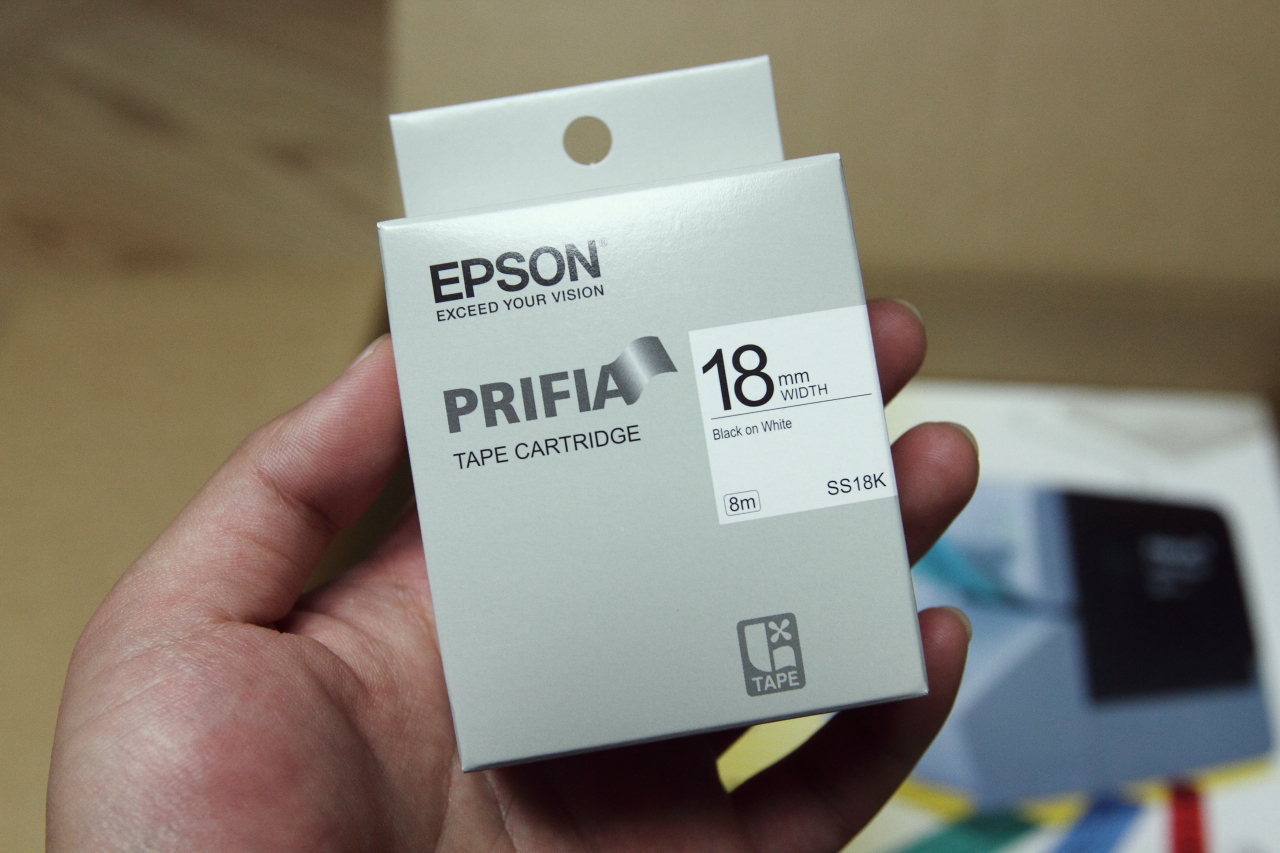 EPSON®
EXCEED YOUR VISION
PRIFIA
TAPE CARTRIDGE
18 mm WIDTH
Black on White
8m
SS18K
TAPE